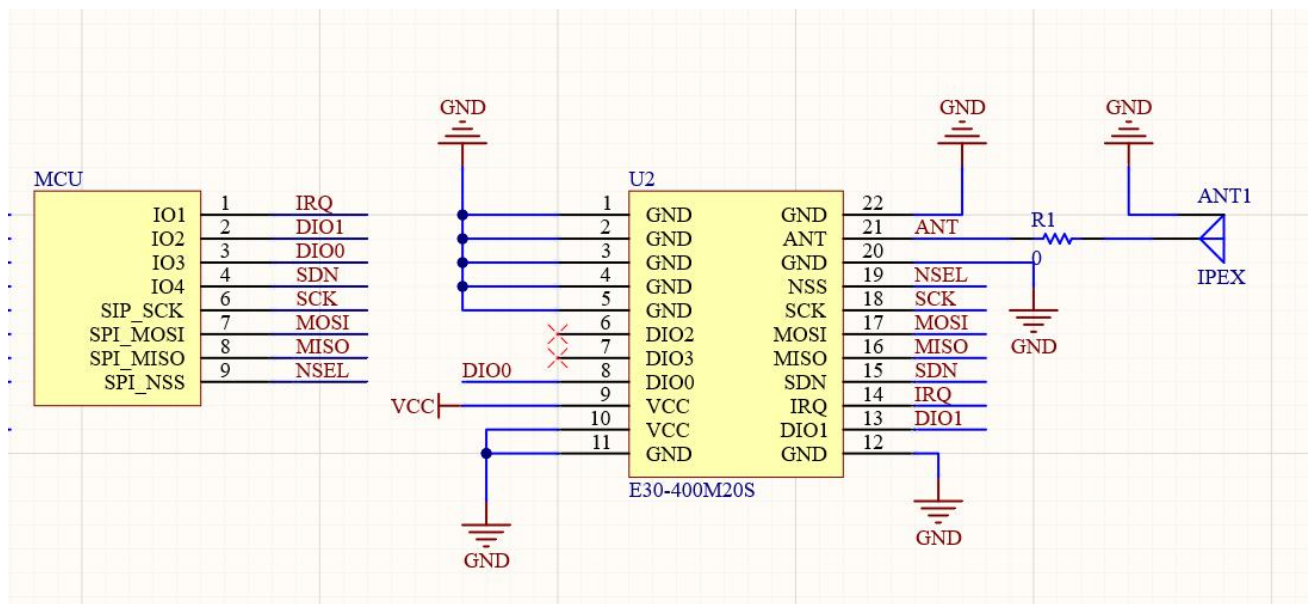 GND
GND
GND
MCU
U2
ANT1
IO1 1 IRQ
IO2 2 DIO1
IO3 3 DIO0
IO4 4 SDN
SIP_SCK 6 SCK
SPI_MOSI 7 MOSI
SPI_MISO 8 MISO
SPI_NSS 9 NSEL
1 GND
2 GND
3 GND
4 GND
5 GND
6 DIO2
7 DIO3
DIO0 8 DIO0
VCC 9 VCC
10 VCC
11 GND
GND 22
ANT 21 ANT
GND 20
NSS 19 NSEL
SCK 18 SCK
MOSI 17 MOSI
MISO 16 MISO
SDN 15 SDN
IRQ 14 IRQ
DIO1 13 DIO1
GND 12
R1
0
IPEX
GND
E30-400M20S
GND
GND